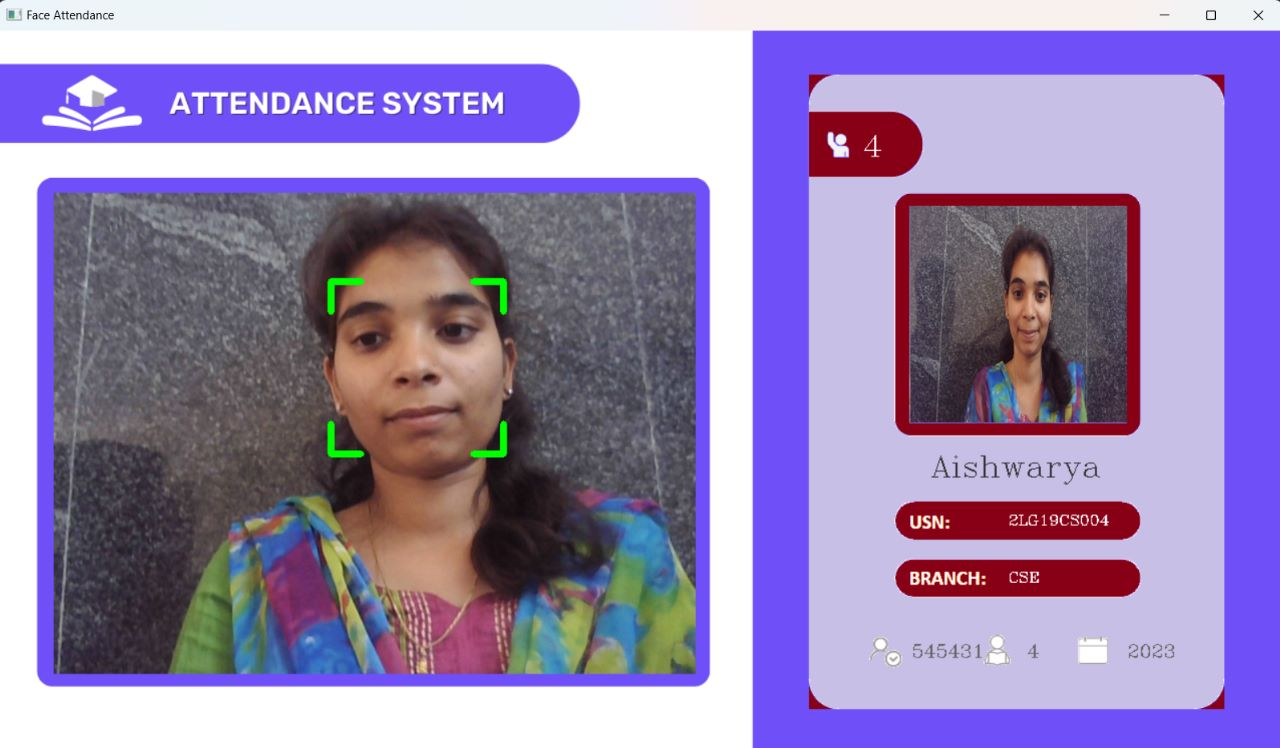 Face Attendance
ATTENDANCE SYSTEM
4
Aishwarya
USN: 2LG19CS004
BRANCH: CSE
545431 4 2023